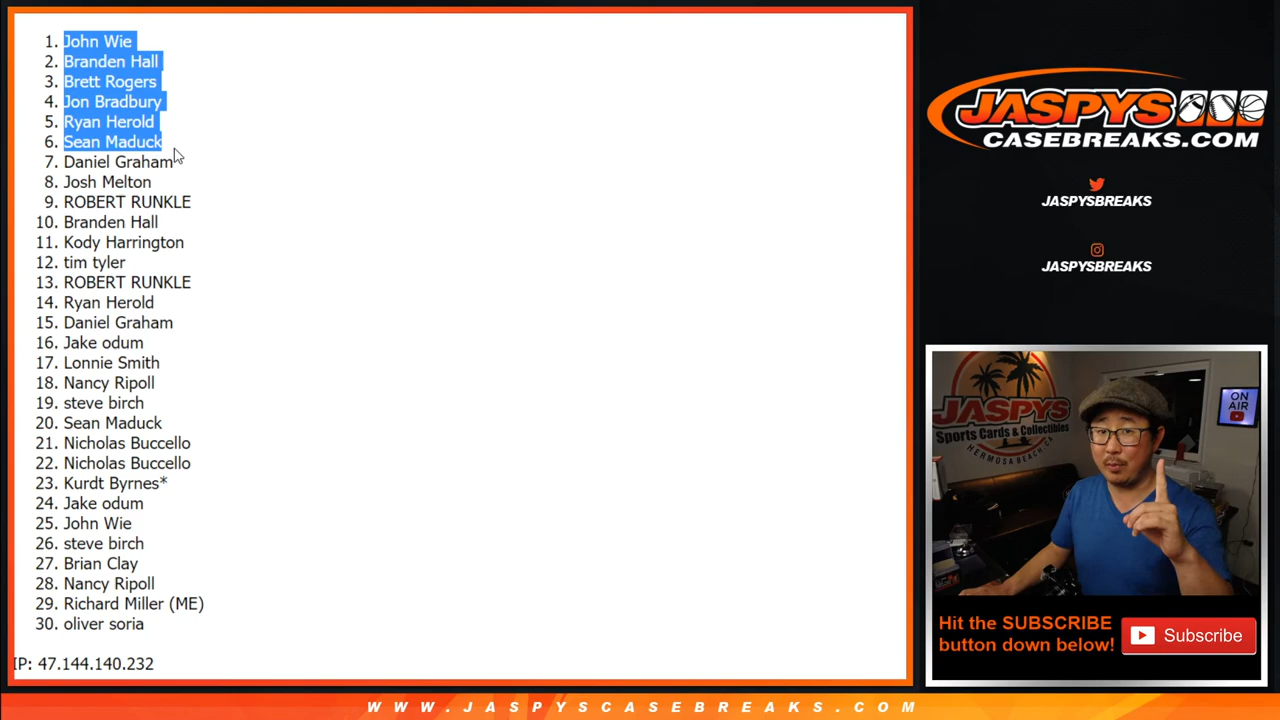 1. John Wie
2. Branden Hall
3. Brett Rogers
4. Jon Bradbury
5. Ryan Herold
6. Sean Maduck
7. Daniel Graham
8. Josh Melton
9. ROBERT RUNKLE
10. Branden Hall
11. Kody Harrington
12. tim tyler
13. ROBERT RUNKLE
14. Ryan Herold
15. Daniel Graham
16. Jake odum
17. Lonnie Smith
18. Nancy Ripoll
19. steve birch
20. Sean Maduck
21. Nicholas Buccello
22. Nicholas Buccello
23. Kurdt Byrnes*
24. Jake odum
25. John Wie
26. steve birch
27. Brian Clay
28. Nancy Ripoll
29. Richard Miller (ME)
30. oliver soria
IP: 47.144.140.232
JASPYS
CASEBREAKS.COM
JASPYSBREAKS
JASPYSBREAKS
JASPYS
Sports Cards & Collectibles
HERMOSA BEACH CA
ON
AIR
Hit the SUBSCRIBE
button down below!
Subscribe
WWW.JASPYSCASEBREAKS.COM